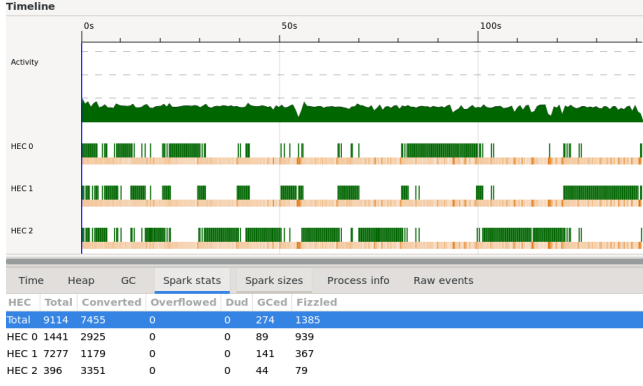 Timeline
0s 50s 100s
Activity
HEC 0
HEC 1
HEC 2
Time Heap GC Spark stats Spark sizes Process info Raw events
HEC Total Converted Overflowed Dud GCed Fizzled
Total 9114 7455 0 0 274 1385
HEC 0 1441 2925 0 0 89 939
HEC 1 7277 1179 0 0 141 367
HEC 2 396 3351 0 0 44 79